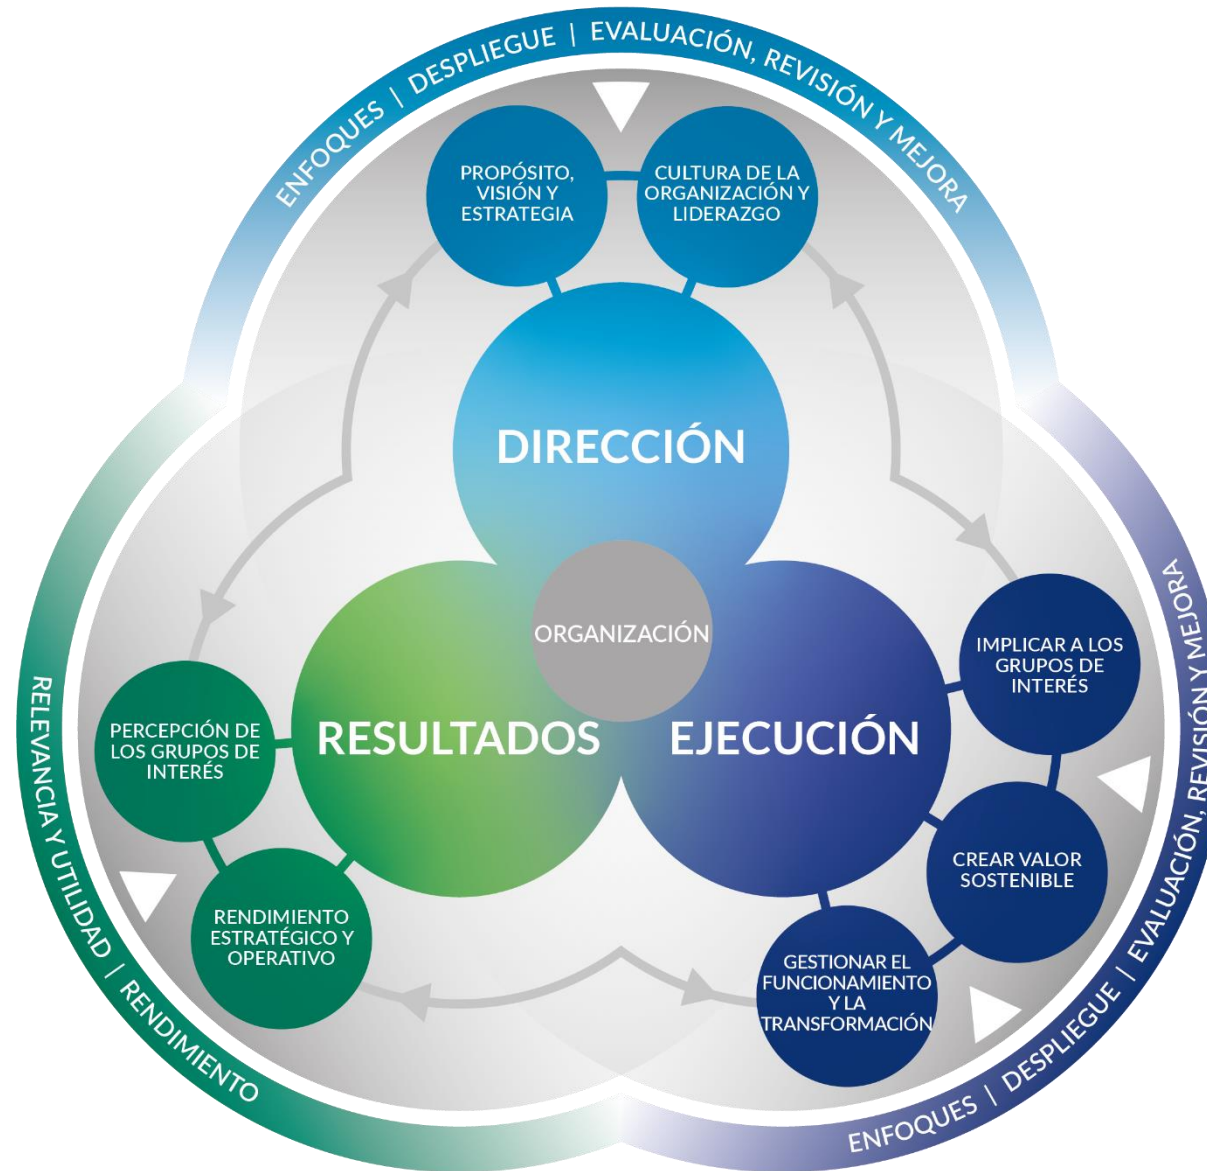 ENFOQUES | DESPLIEGUE | EVALUACIÓN, REVISIÓN Y MEJORA
PROPÓSITO,
VISIÓN Y
ESTRATEGIA
CULTURA DE LA
ORGANIZACIÓN Y
LIDERAZGO
DIRECCIÓN
ORGANIZACIÓN
RESULTADOS
EJECUCIÓN
IMPLICAR A LOS
GRUPOS DE
INTERÉS
CREAR VALOR
SOSTENIBLE
GESTIONAR EL
FUNCIONAMIENTO
Y LA
TRANSFORMACIÓN
ENFOQUES | DESPLIEGUE | EVALUACIÓN, REVISIÓN Y MEJORA
PERCEPCIÓN DE
LOS GRUPOS DE
INTERÉS
RENDIMIENTO
ESTRATÉGICO Y
OPERATIVO
RELEVANCIA Y UTILIDAD | RENDIMIENTO